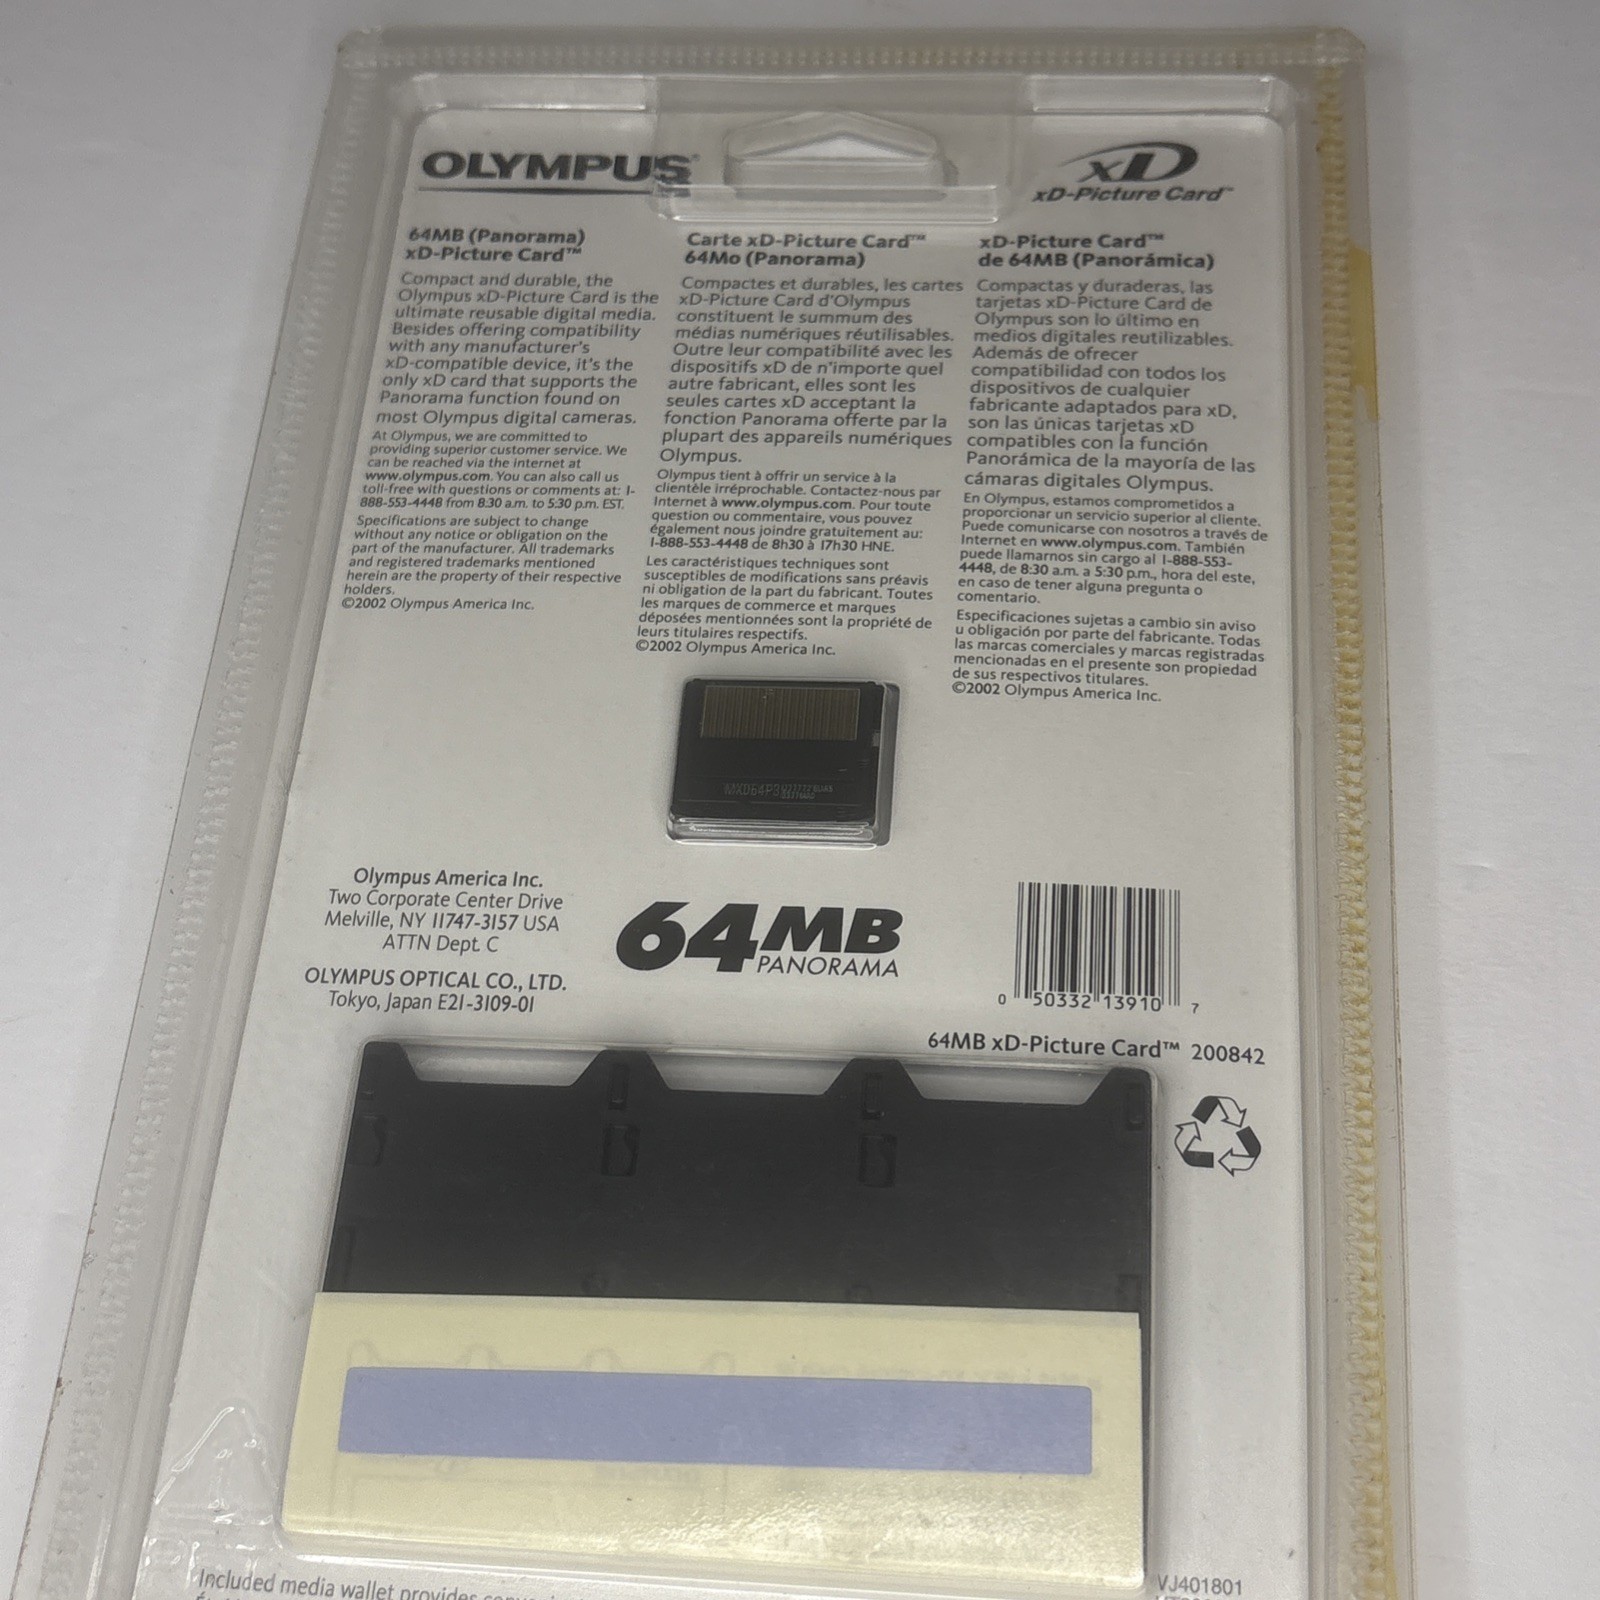 OLYMPUS®
xD
xD-Picture Card™
64MB (Panorama)
xD-Picture Card™
Compact and durable, the
Olympus xD-Picture Card is the
ultimate reusable digital media.
Besides offering compatibility
with any manufacturer's
xD-compatible device, it's the
only xD card that supports the
Panorama function found on
most Olympus digital cameras.
At Olympus, we are committed to
providing superior customer service. We
can be reached via the internet at
www.olympus.com. You can also call us
toll-free with questions or comments at: 1-
888-553-4448 from 8:30 a.m. to 5:30 p.m. EST.
Specifications are subject to change
without any notice or obligation on the
part of the manufacturer. All trademarks
and registered trademarks mentioned
herein are the property of their respective
holders.
©2002 Olympus America Inc.
Carte xD-Picture Card™
64Mo (Panorama)
Compactes et durables, les cartes
xD-Picture Card d'Olympus
constituent le summum des
médias numériques réutilisables.
Outre leur compatibilité avec les
dispositifs xD de n'importe quel
autre fabricant, elles sont les
seules cartes xD acceptant la
fonction Panorama offerte par la
plupart des appareils numériques
Olympus.
Olympus tient à offrir un service à la
clientèle irréprochable. Contactez-nous par
Internet à www.olympus.com. Pour toute
question ou commentaire, vous pouvez
également nous joindre gratuitement au:
1-888-553-4448 de 8h30 à 17h30 HNE.
Les caractéristiques techniques sont
susceptibles de modifications sans préavis
ni obligation de la part du fabricant. Toutes
les marques de commerce et marques
déposées mentionnées sont la propriété de
leurs titulaires respectifs.
©2002 Olympus America Inc.
xD-Picture Card™
de 64MB (Panorámica)
Compactas y duraderas, las
tarjetas xD-Picture Card de
Olympus son lo último en
medios digitales reutilizables.
Además de ofrecer
compatibilidad con todos los
dispositivos de cualquier
fabricante adaptados para xD,
son las únicas tarjetas xD
compatibles con la función
Panorámica de la mayoría de las
cámaras digitales Olympus.
En Olympus, estamos comprometidos a
proporcionar un servicio superior al cliente.
Puede comunicarse con nosotros a través de
Internet en www.olympus.com. También
puede llamarnos sin cargo al 1-888-553-
4448, de 8:30 a.m. a 5:30 p.m., hora del este,
en caso de tener alguna pregunta o
comentario.
Especificaciones sujetas a cambio sin aviso
u obligación por parte del fabricante. Todas
las marcas comerciales y marcas registradas
mencionadas en el presente son propiedad
de sus respectivos titulares.
©2002 Olympus America Inc.
MXD64P3
Olympus America Inc.
Two Corporate Center Drive
Melville, NY 11747-3157 USA
ATTN Dept. C
OLYMPUS OPTICAL CO., LTD.
Tokyo, Japan E21-3109-01
64MB
PANORAMA
0 50332 13910 7
64MB xD-Picture Card™ 200842
Included media wallet provides
VJ401801